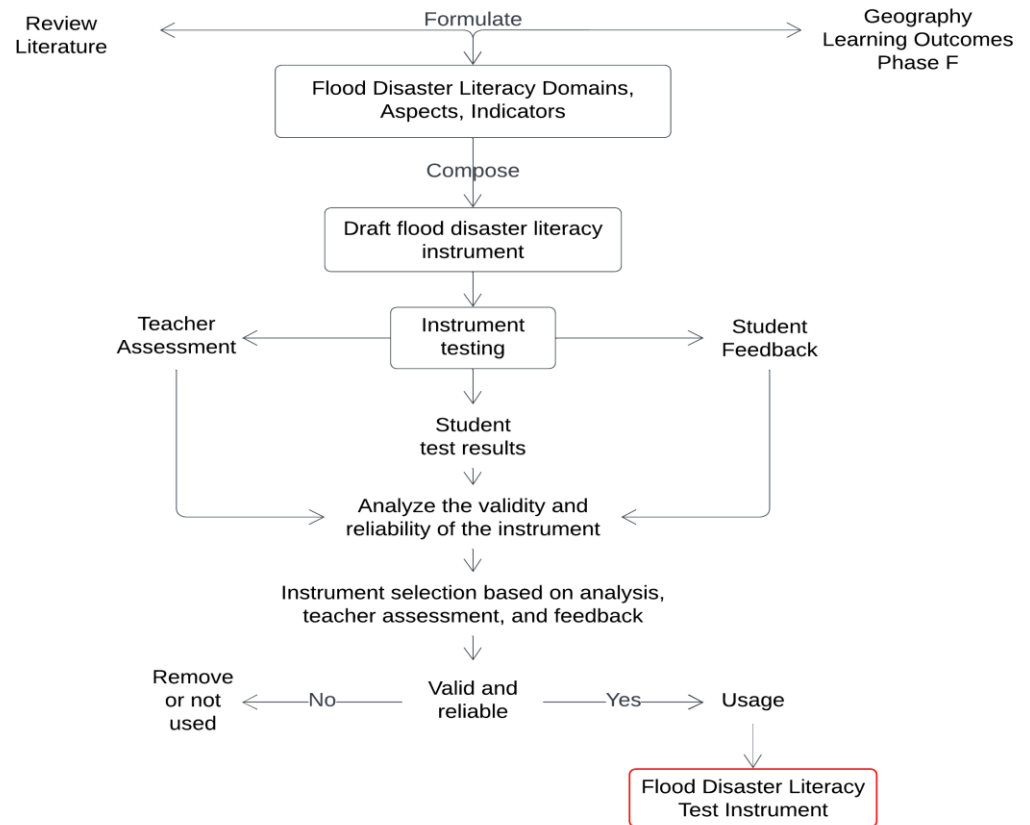 Review
Literature
Formulate
Geography
Learning Outcomes
Phase F
Flood Disaster Literacy Domains,
Aspects, Indicators
Compose
Draft flood disaster literacy
instrument
Teacher
Assessment
Instrument
testing
Student
Feedback
Student
test results
Analyze the validity and
reliability of the instrument
Instrument selection based on analysis,
teacher assessment, and feedback
Remove
or not
used
No
Valid and
reliable
Yes
Usage
Flood Disaster Literacy
Test Instrument